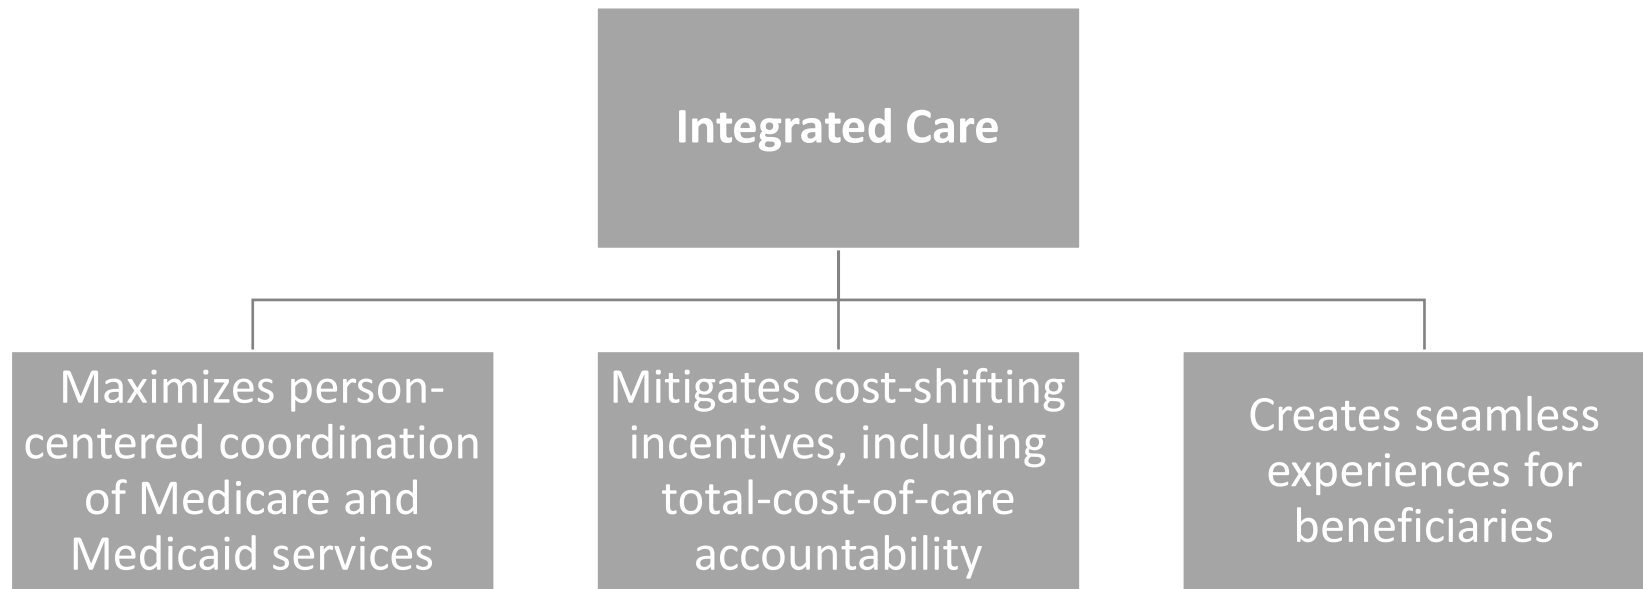 Integrated Care
Maximizes person-
centered coordination
of Medicare and
Medicaid services
Mitigates cost-shifting
incentives, including
total-cost-of-care
accountability
Creates seamless
experiences for
beneficiaries